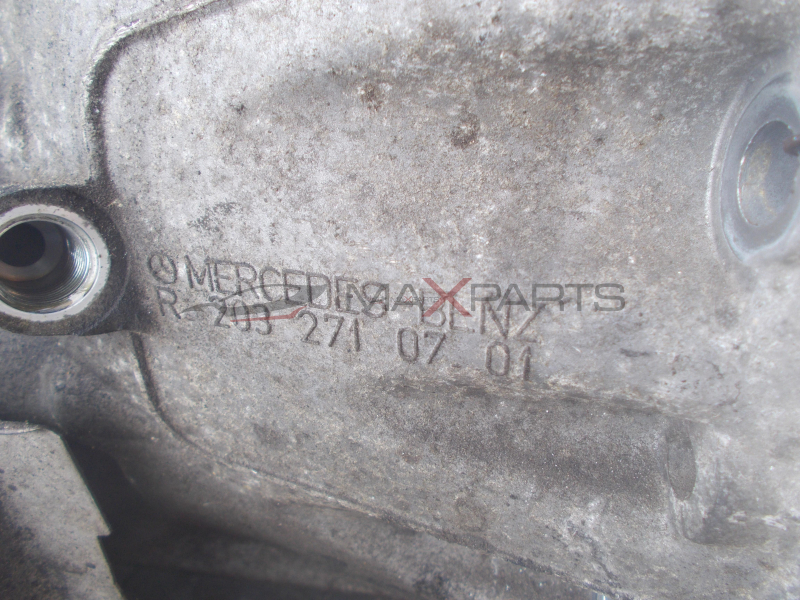 MERCEDES-BENZ
MAXPARTS
R 203 271 07 01